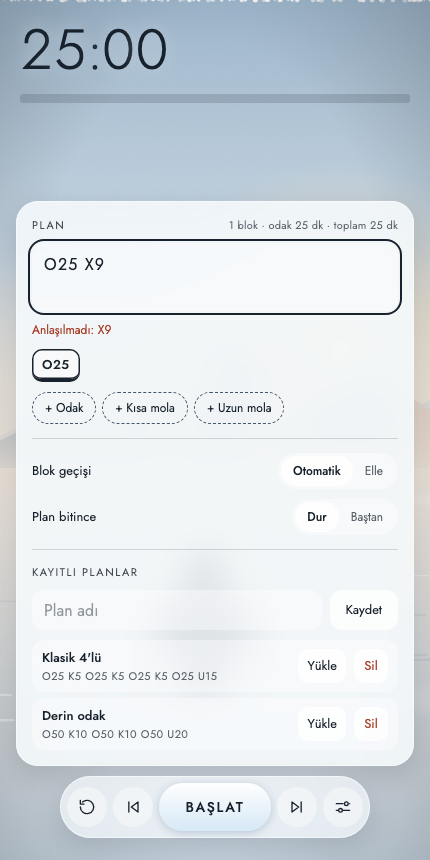 25:00
PLAN
1 blok · odak 25 dk · toplam 25 dk
O25 X9
Anlaşılmadı: X9
O25
+ Odak
+ Kısa mola
+ Uzun mola
Blok geçişi
Otomatik
Elle
Plan bitince
Dur
Baştan
KAYITLI PLANLAR
Plan adı
Kaydet
Klasik 4'lü
O25 K5 O25 K5 O25 K5 O25 U15
Yükle
Sil
Derin odak
O50 K10 O50 K10 O50 U20
Yükle
Sil
BAŞLAT